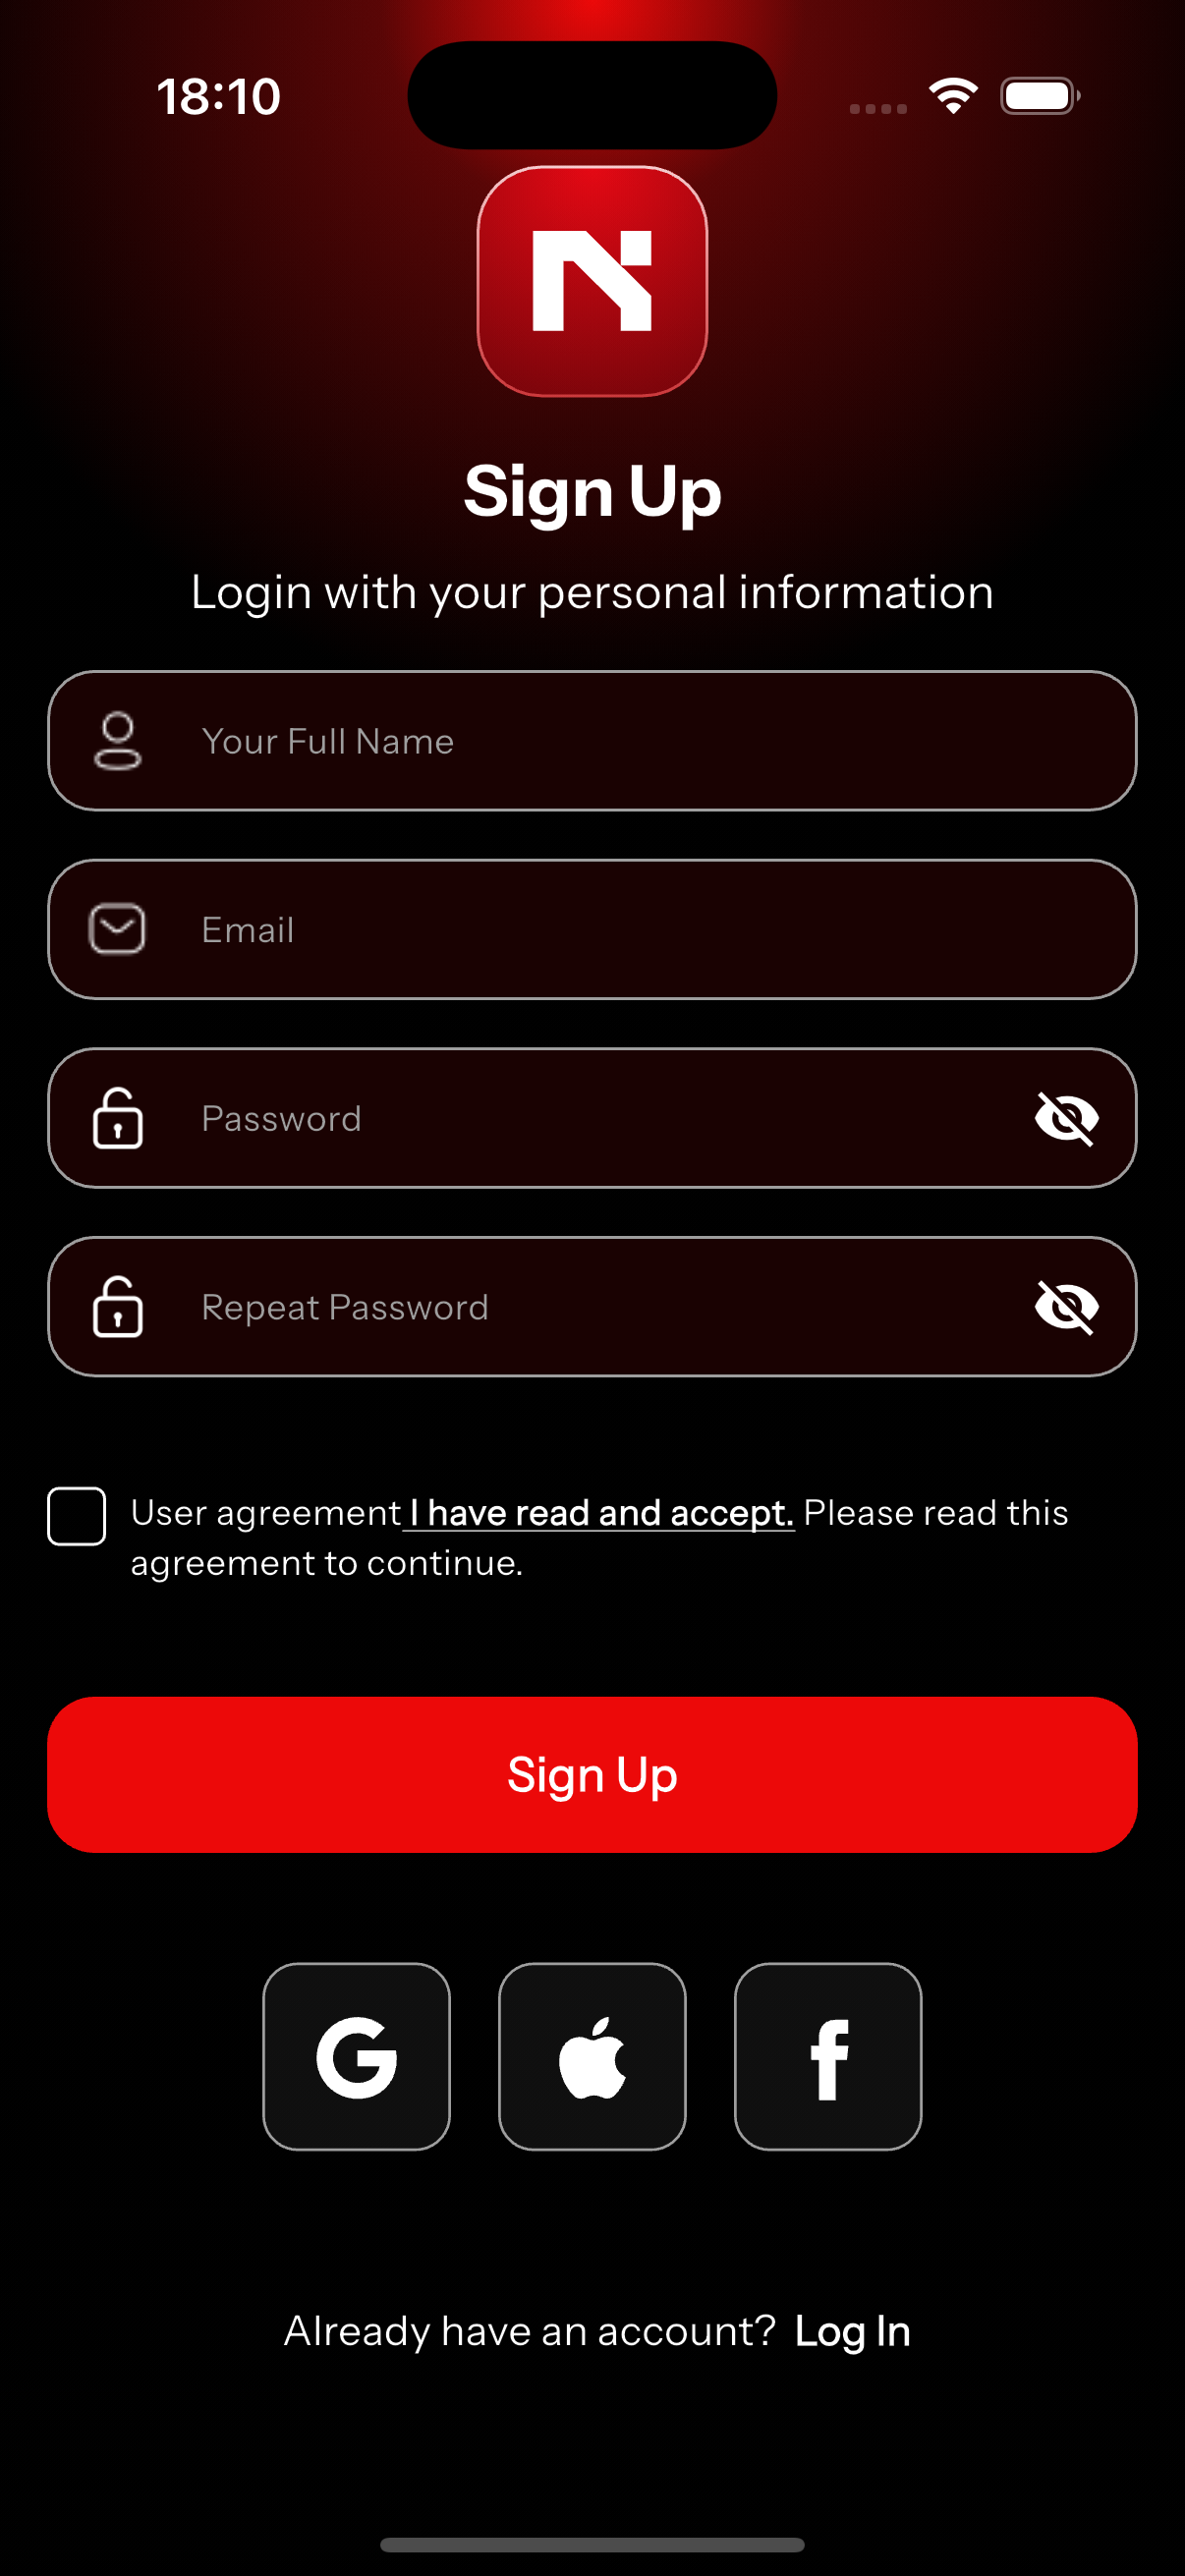 18:10
Sign Up
Login with your personal information
Your Full Name
Email
Password
Repeat Password
User agreement I have read and accept. Please read this
agreement to continue.
Sign Up
Already have an account? Log In